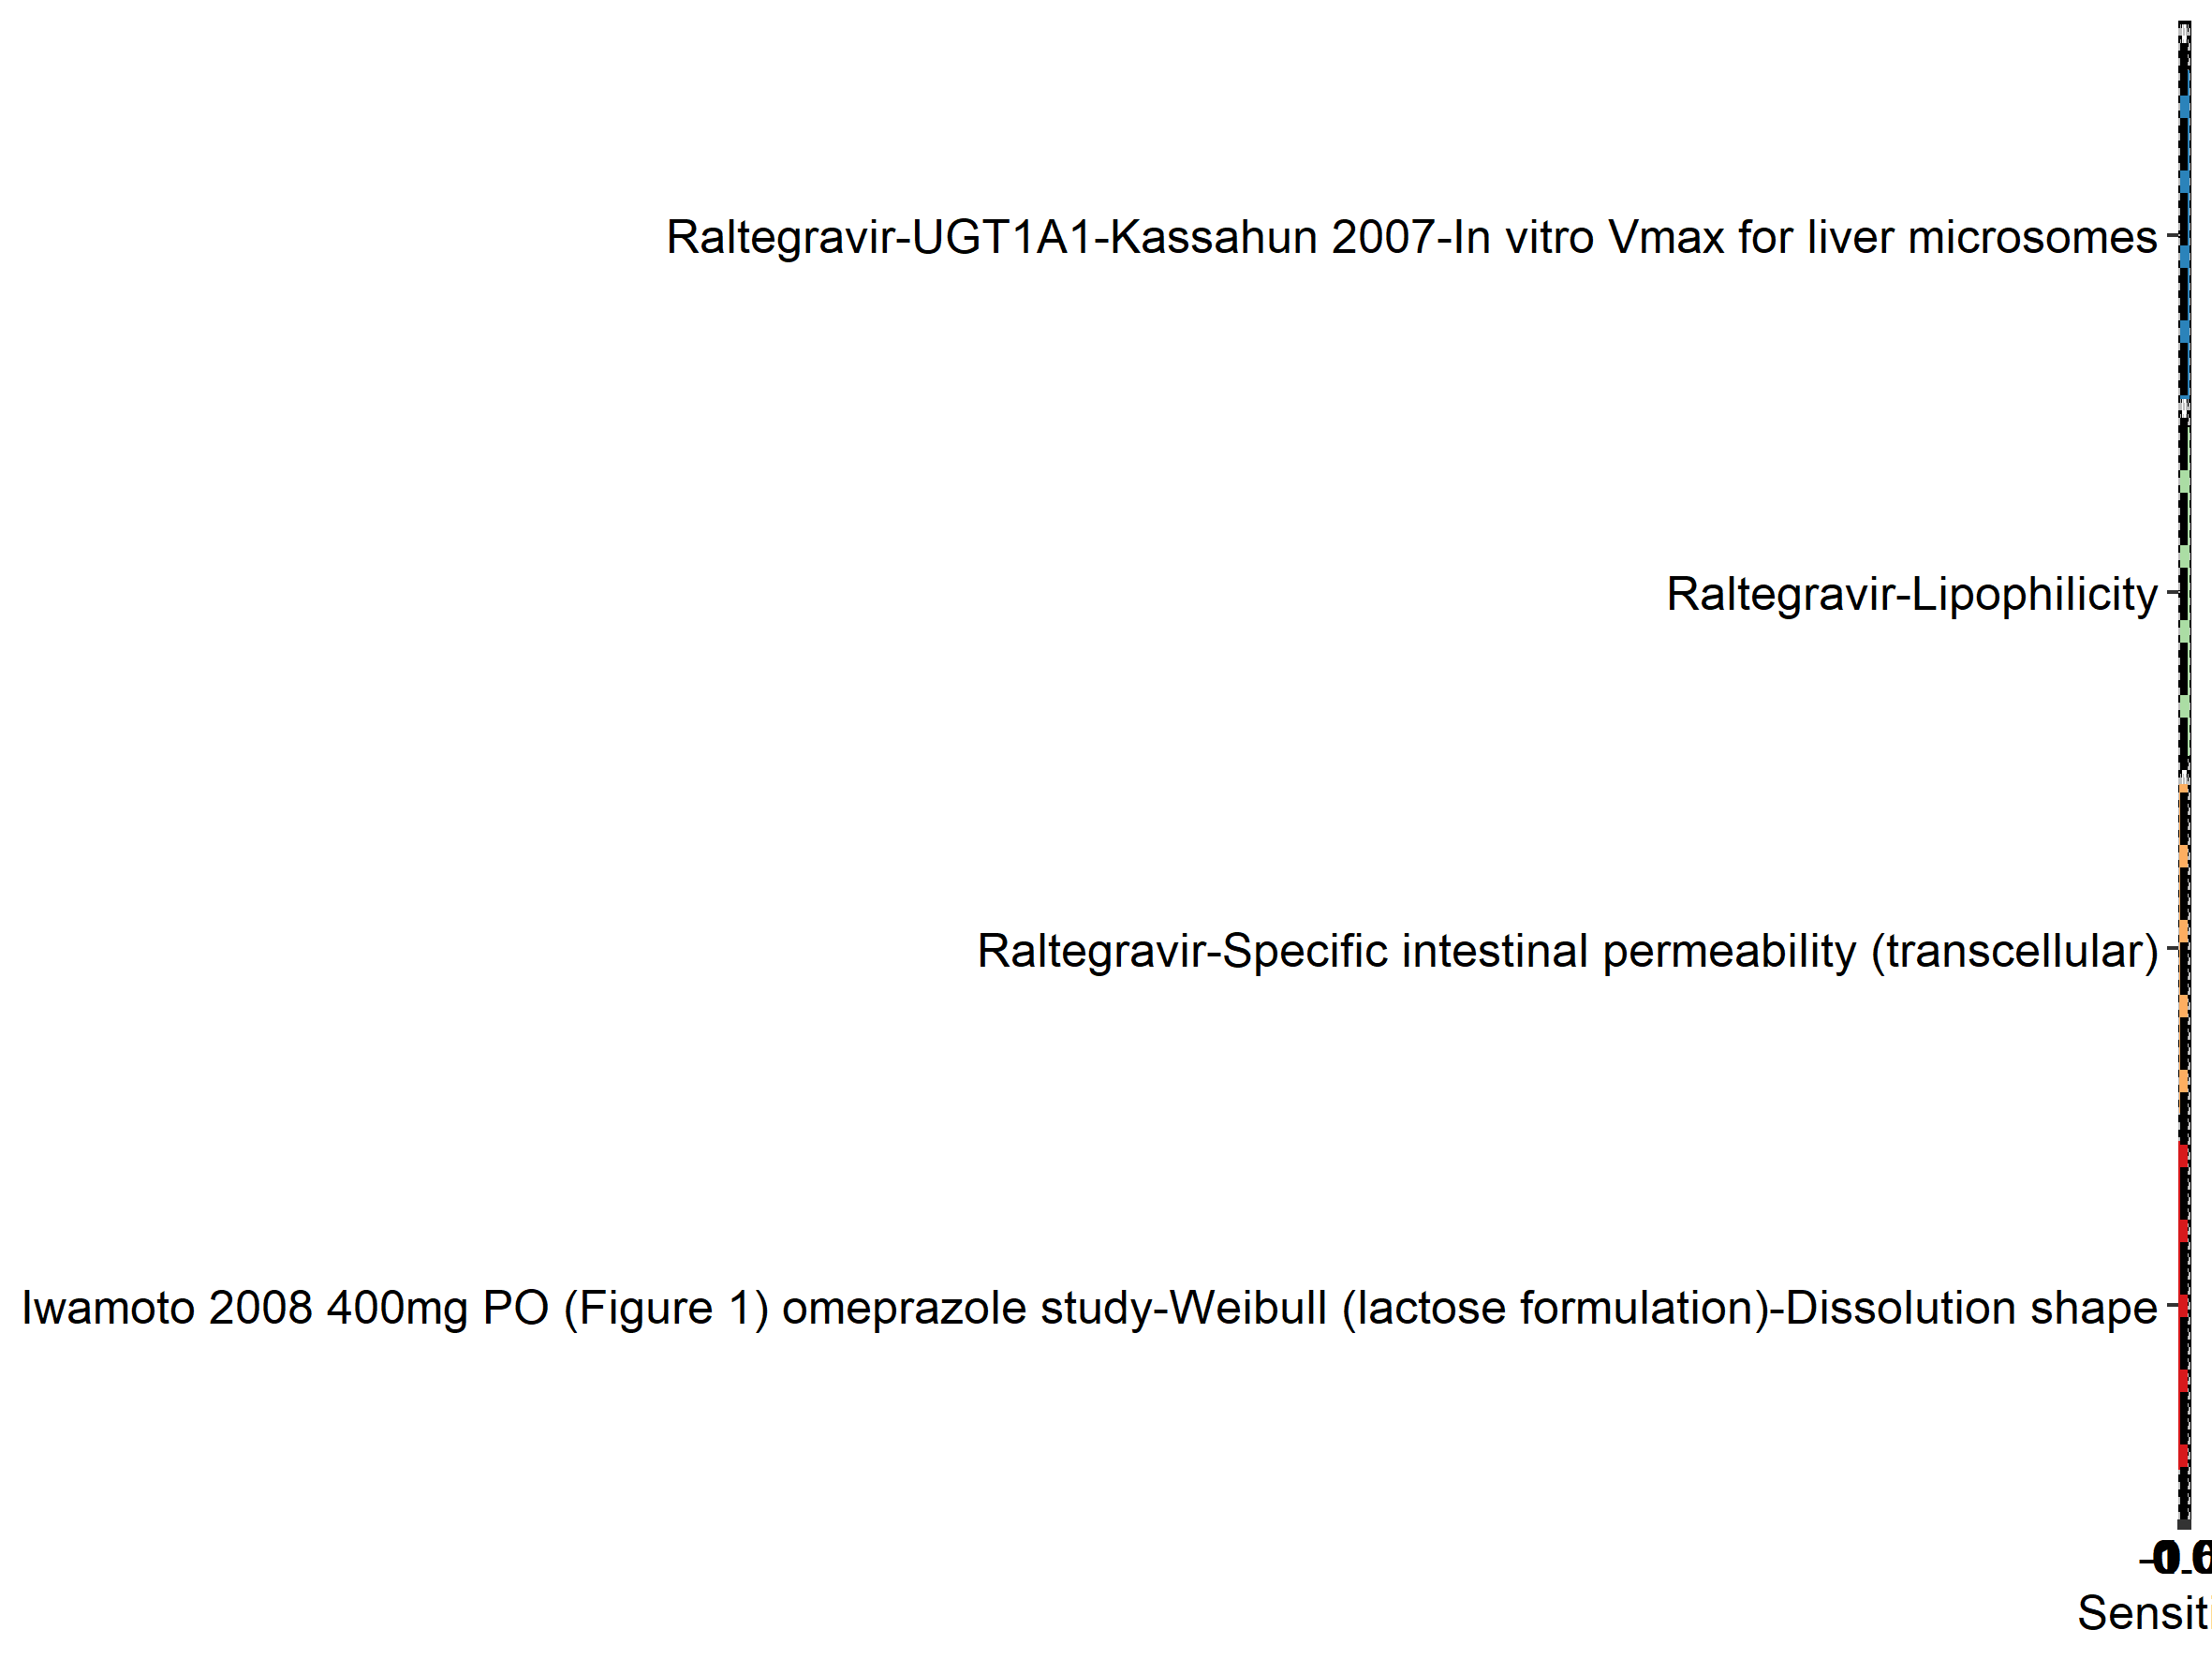 Raltegravir-UGT1A1-Kassahun 2007-In vitro Vmax for liver microsomes
Raltegravir-Lipophilicity
Raltegravir-Specific intestinal permeability (transcellular)
Iwamoto 2008 400mg PO (Figure 1) omeprazole study-Weibull (lactose formulation)-Dissolution shape